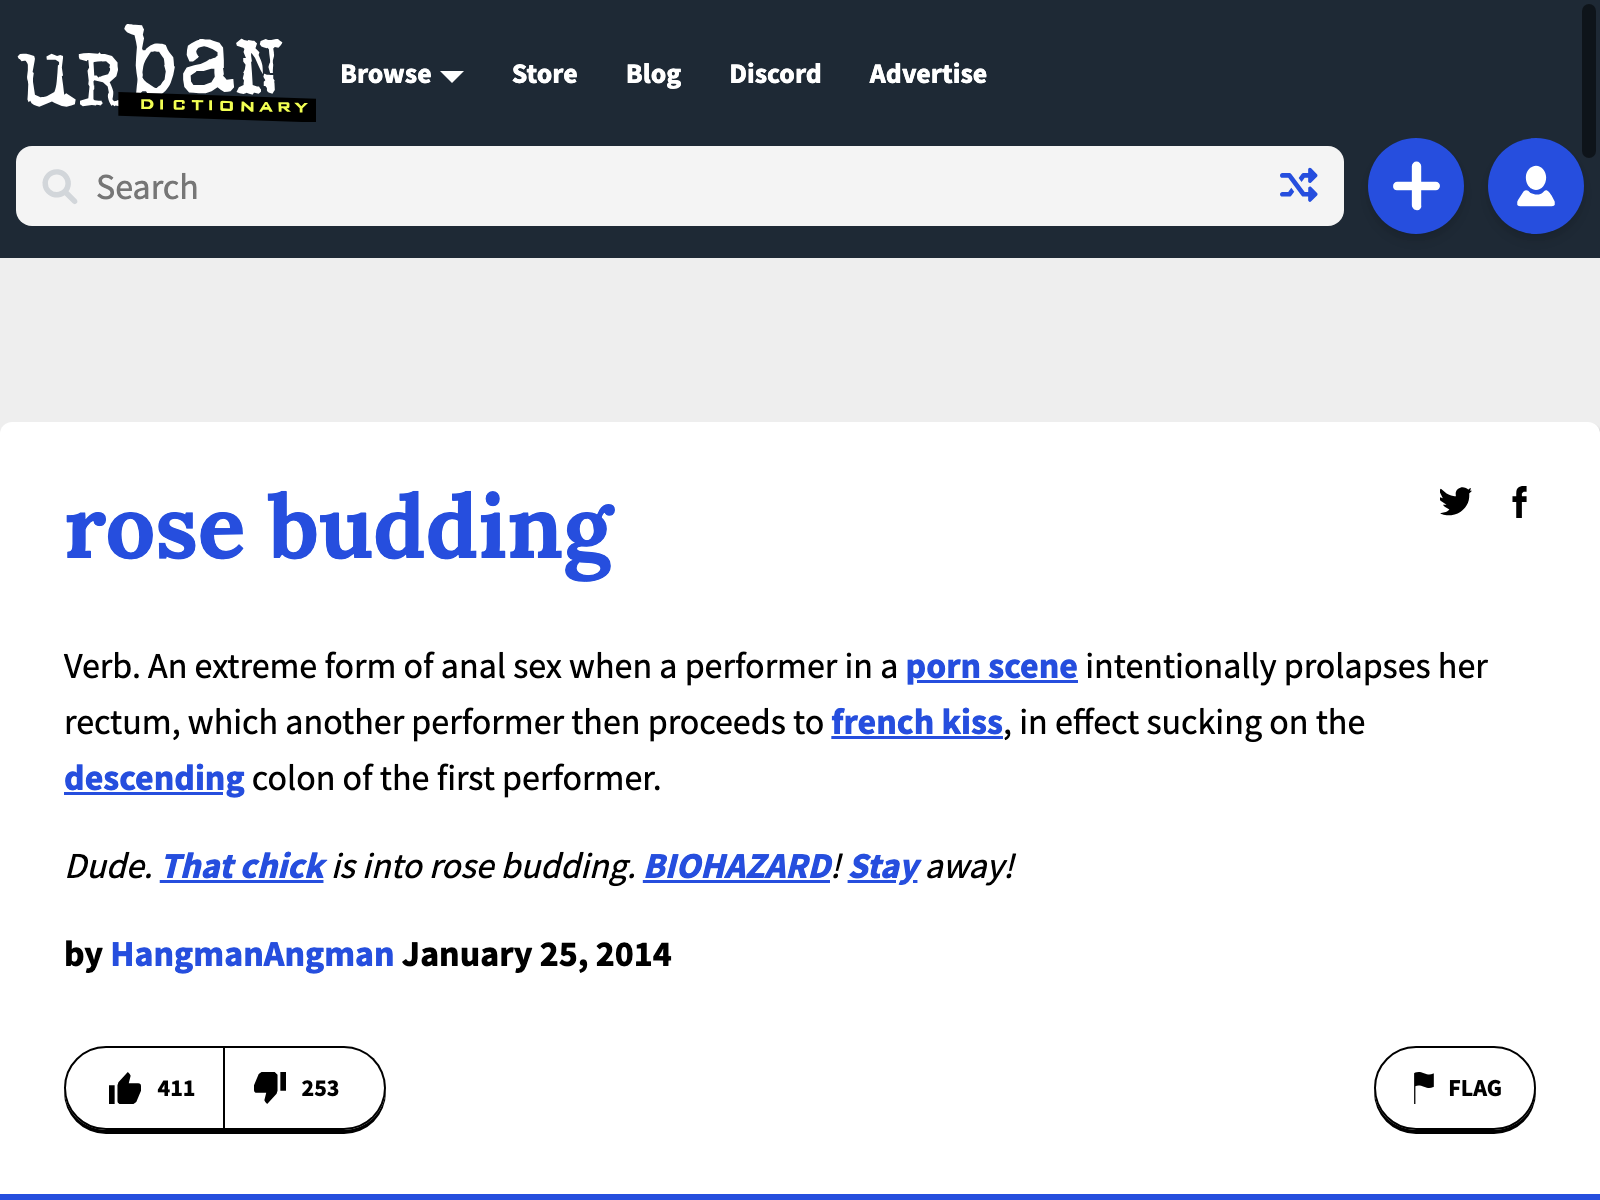 urban
DICTIONARY
Browse Store Blog Discord Advertise
Search
rose budding
Verb. An extreme form of anal sex when a performer in a porn scene intentionally prolapses her
rectum, which another performer then proceeds to french kiss, in effect sucking on the
descending colon of the first performer.
Dude. That chick is into rose budding. BIOHAZARD! Stay away!
by HangmanAngman January 25, 2014
411 253 FLAG